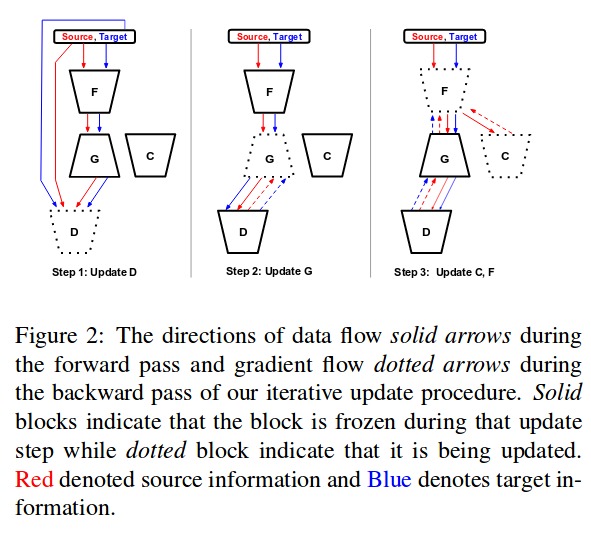 Source, Target
Source, Target
Source, Target
F
F
F
G
C
G
C
G
C
D
D
D
Step 1: Update D
Step 2: Update G
Step 3: Update C, F
Figure 2: The directions of data flow solid arrows during
the forward pass and gradient flow dotted arrows during
the backward pass of our iterative update procedure. Solid
blocks indicate that the block is frozen during that update
step while dotted block indicate that it is being updated.
Red denoted source information and Blue denotes target in-
formation.